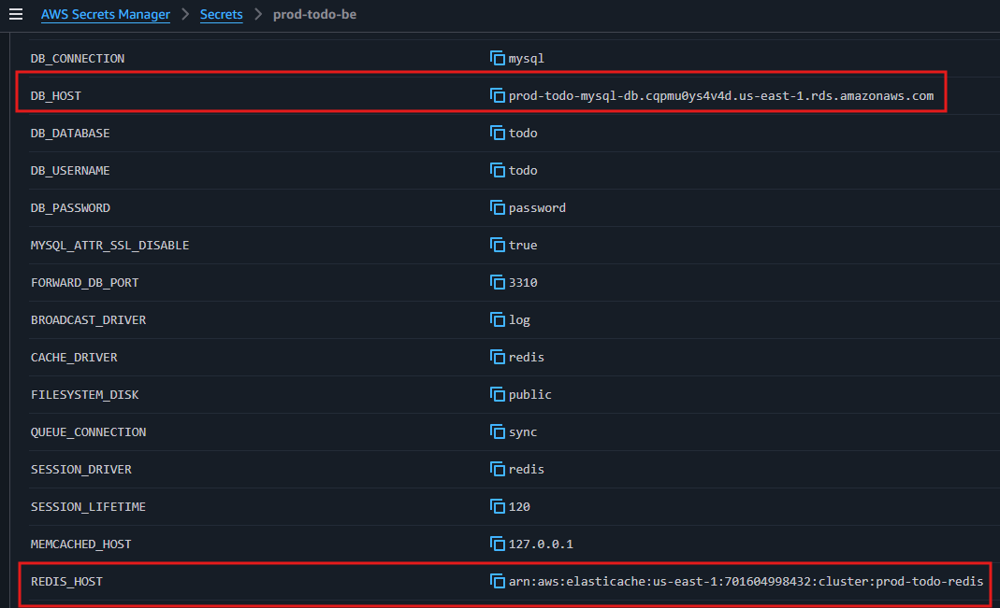 AWS Secrets Manager > Secrets > prod-todo-be
DB_CONNECTION mysql
DB_HOST prod-todo-mysql-db.cqpmu0ys4v4d.us-east-1.rds.amazonaws.com
DB_DATABASE todo
DB_USERNAME todo
DB_PASSWORD password
MYSQL_ATTR_SSL_DISABLE true
FORWARD_DB_PORT 3310
BROADCAST_DRIVER log
CACHE_DRIVER redis
FILESYSTEM_DISK public
QUEUE_CONNECTION sync
SESSION_DRIVER redis
SESSION_LIFETIME 120
MEMCACHED_HOST 127.0.0.1
REDIS_HOST arn:aws:elasticache:us-east-1:701604998432:cluster:prod-todo-redis